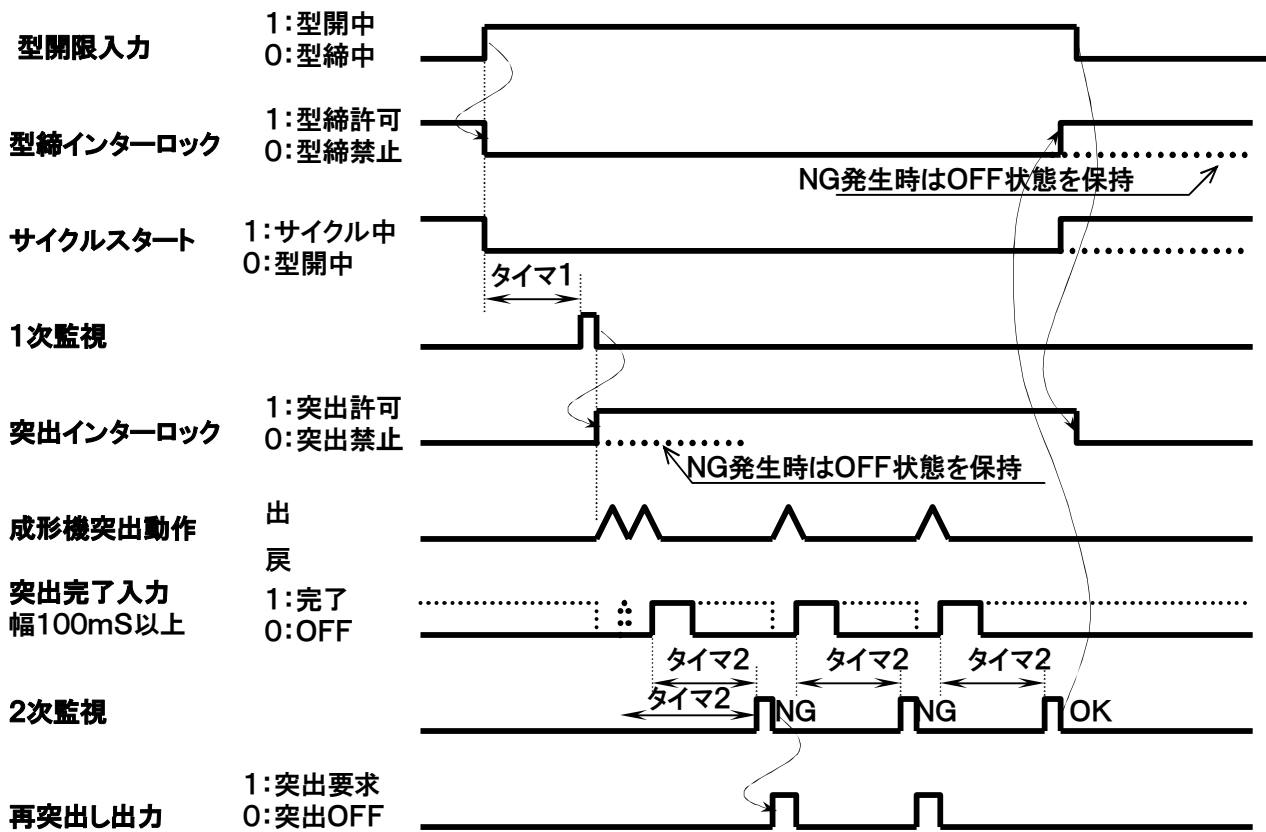 型開限入力
1：型開中
0：型締中
型締インターロック
1：型締許可
0：型締禁止
NG発生時はOFF状態を保持
サイクルスタート
1：サイクル中
0：型開中
タイマ1
1次監視
突出インターロック
1：突出許可
0：突出禁止
NG発生時はOFF状態を保持
成形機突出動作
出
戻
突出完了入力
幅100mS以上
1：完了
0：OFF
タイマ2
タイマ2
タイマ2
タイマ2
2次監視
NG
NG
OK
再突出し出力
1：突出要求
0：突出OFF